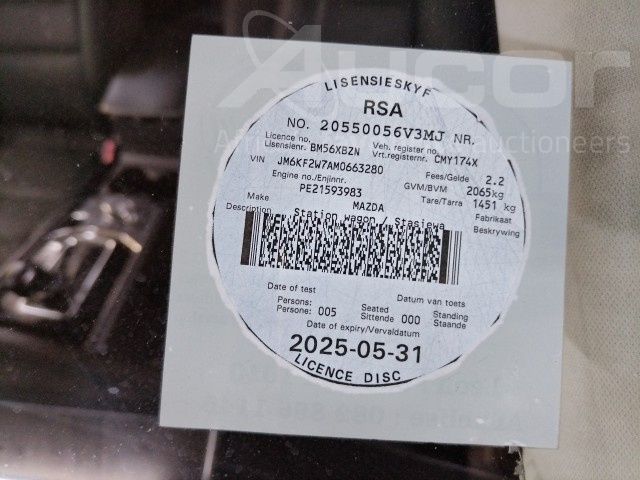 Aucor
auctioneers
LISENSIESKYF
RSA
NO. 20550056V3MJ NR.
Licence no. Veh. register no.
Lisensienr. BM56XBZN Vrt.registernr. CMY174X
VIN JM6KF2W7AM0663280 Fees/Gelde 2.2
Engine no./Enjinnr. GVM/BVM 2065kg
PE21593983 Tare/Tarra 1451 kg
Make MAZDA Fabrikaat
Description Station wagon / Stasiewa Beskrywing
Date of test Datum van toets
Persons: Seated Standing
Persone: 005 Sittende 000 Staande
Date of expiry/Vervaldatum
2025-05-31
LICENCE DISC